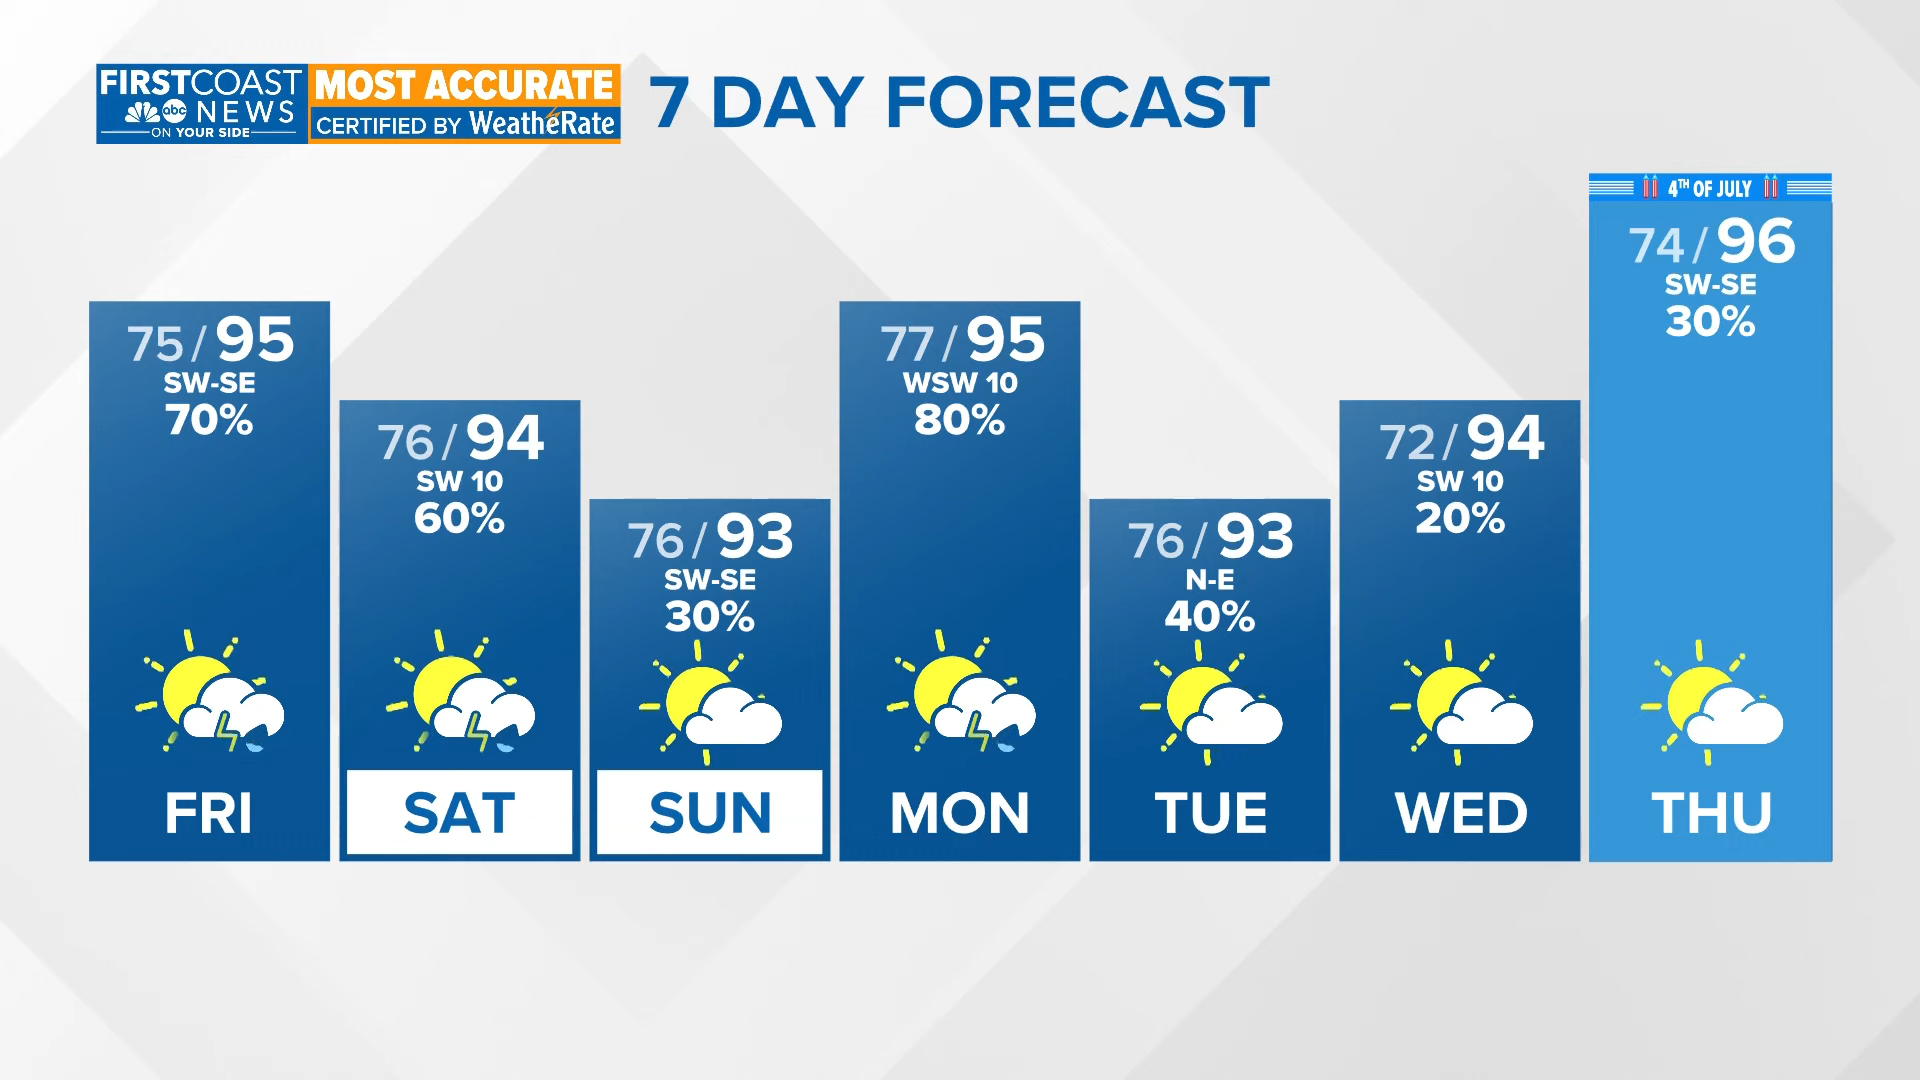 FIRSTCOAST
abc NEWS
ON YOUR SIDE
MOST ACCURATE
CERTIFIED BY WeatheRate
7 DAY FORECAST
75/95
SW-SE
70%
FRI
76/94
SW 10
60%
SAT
76/93
SW-SE
30%
SUN
77/95
WSW 10
80%
MON
76/93
N-E
40%
TUE
72/94
SW 10
20%
WED
4TH OF JULY
74/96
SW-SE
30%
THU